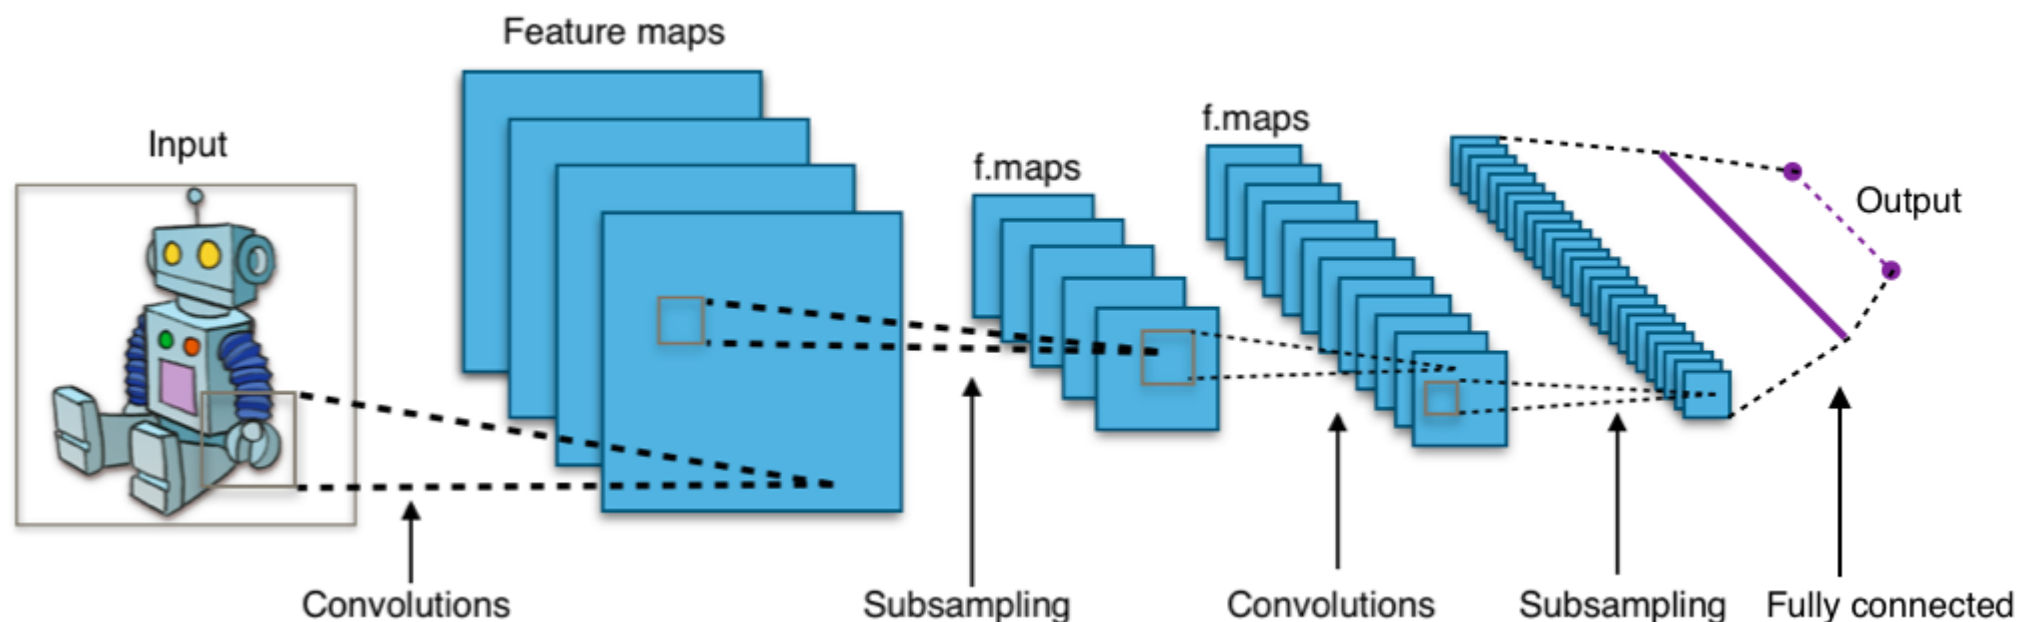 Feature maps
Input
f.maps
f.maps
Output
Convolutions
Subsampling
Convolutions
Subsampling
Fully connected